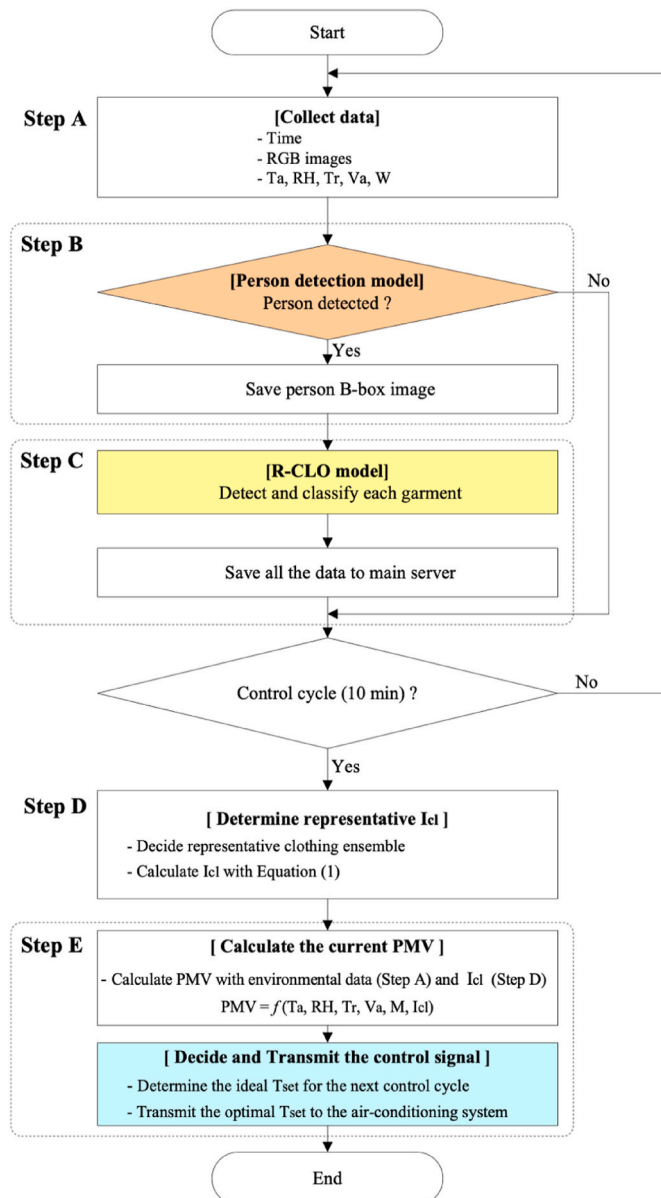 Start
Step A
[Collect data]
- Time
- RGB images
- Ta, RH, Tr, Va, W
Step B
[Person detection model]
Person detected ?
No
Yes
Save person B-box image
Step C
[R-CLO model]
Detect and classify each garment
Save all the data to main server
Control cycle (10 min) ?
No
Yes
Step D
[ Determine representative Icl ]
- Decide representative clothing ensemble
- Calculate Icl with Equation (1)
Step E
[ Calculate the current PMV ]
- Calculate PMV with environmental data (Step A) and Icl (Step D)
PMV = f (Ta, RH, Tr, Va, M, Icl)
[ Decide and Transmit the control signal ]
- Determine the ideal Tset for the next control cycle
- Transmit the optimal Tset to the air-conditioning system
End